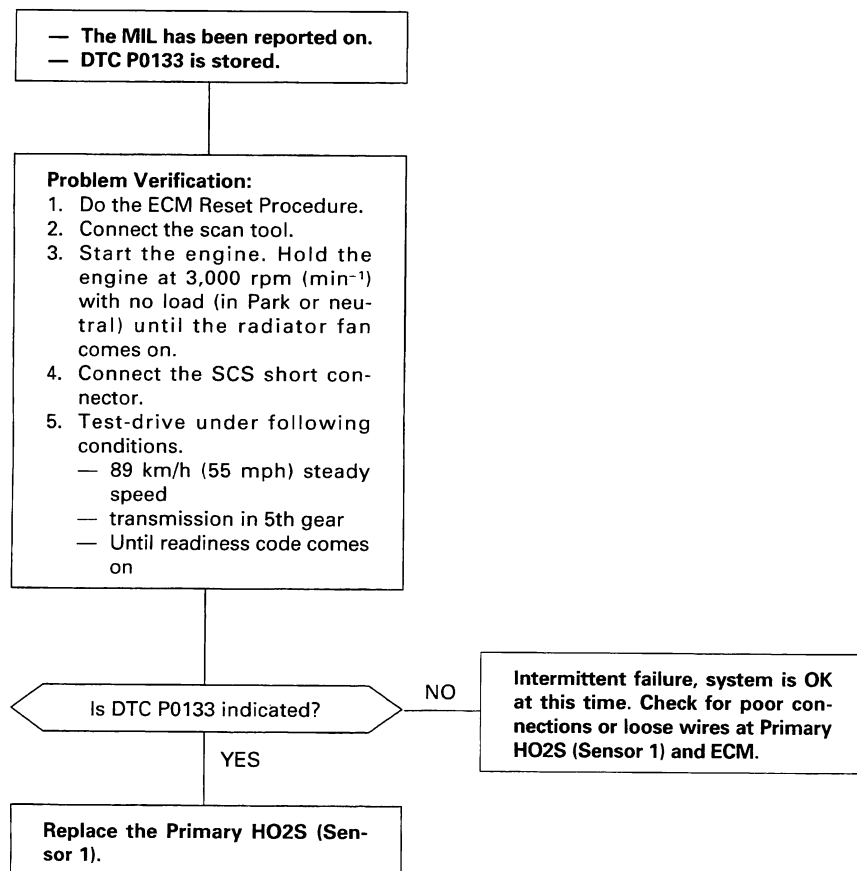 — The MIL has been reported on.
— DTC P0133 is stored.
Problem Verification:
1. Do the ECM Reset Procedure.
2. Connect the scan tool.
3. Start the engine. Hold the
engine at 3,000 rpm (min⁻¹)
with no load (in Park or neu-
tral) until the radiator fan
comes on.
4. Connect the SCS short con-
nector.
5. Test-drive under following
conditions.
— 89 km/h (55 mph) steady
speed
— transmission in 5th gear
— Until readiness code comes
on
Is DTC P0133 indicated?
NO
Intermittent failure, system is OK
at this time. Check for poor con-
nections or loose wires at Primary
HO2S (Sensor 1) and ECM.
YES
Replace the Primary HO2S (Sen-
sor 1).